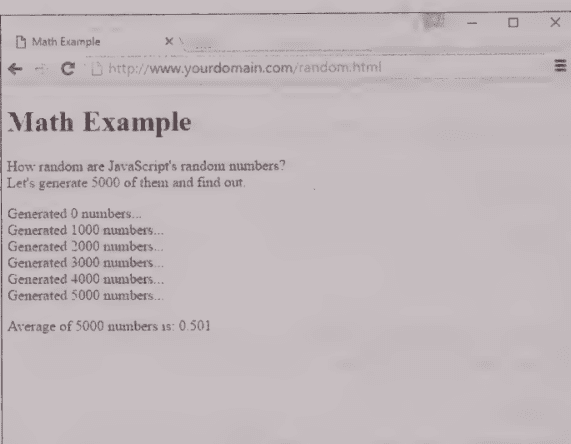 Math Example
http://www.yourdomain.com/random.html
Math Example
How random are JavaScript's random numbers?
Let's generate 5000 of them and find out.
Generated 0 numbers...
Generated 1000 numbers...
Generated 2000 numbers...
Generated 3000 numbers...
Generated 4000 numbers...
Generated 5000 numbers...
Average of 5000 numbers is: 0.501